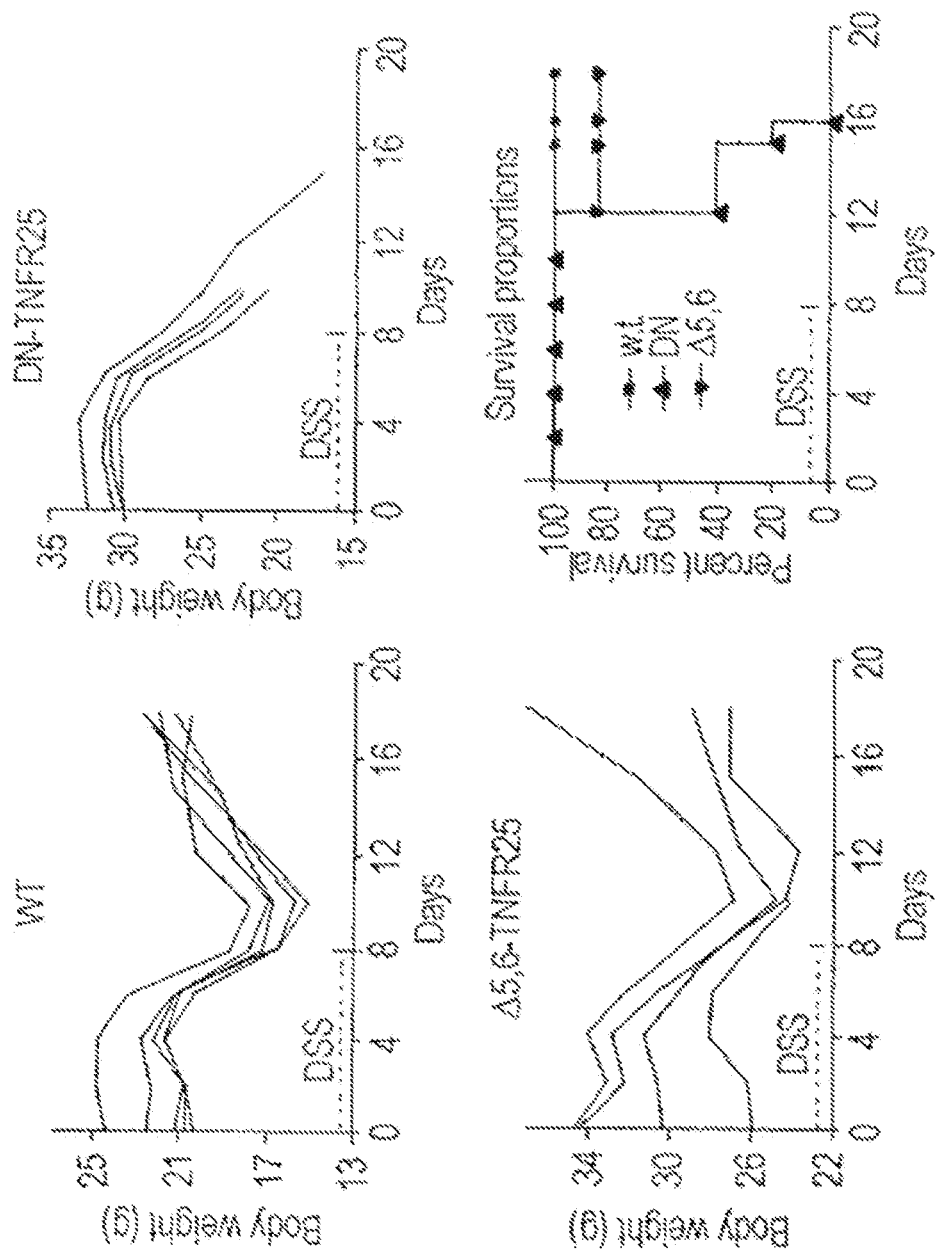 WT
Body weight (g)
25
21
17
13
DSS
0
4
8
12
16
20
Days
DN-TNFR25
Body weight (g)
35
30
25
20
15
DSS
0
4
8
12
16
20
Days
Δ5,6-TNFR25
Body weight (g)
34
30
26
22
DSS
0
4
8
12
16
20
Days
Survival proportions
Percent survival
100
80
60
40
20
0
wt
DN
Δ5,6
DSS
0
4
8
12
16
20
Days